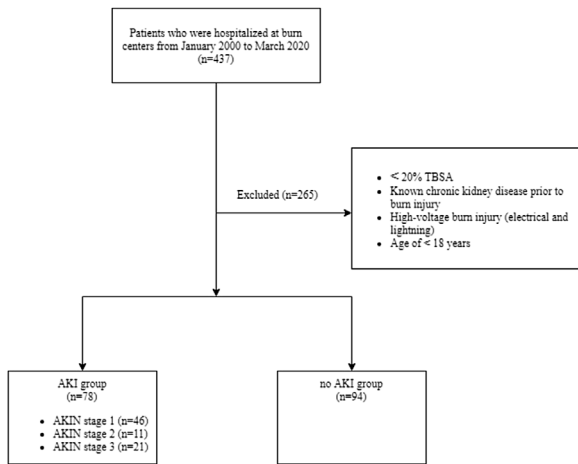 Patients who were hospitalized at burn
centers from January 2000 to March 2020
(n=437)
Excluded (n=265)
• < 20% TBSA
• Known chronic kidney disease prior to
burn injury
• High-voltage burn injury (electrical and
lightning)
• Age of < 18 years
AKI group
(n=78)
• AKIN stage 1 (n=46)
• AKIN stage 2 (n=11)
• AKIN stage 3 (n=21)
no AKI group
(n=94)